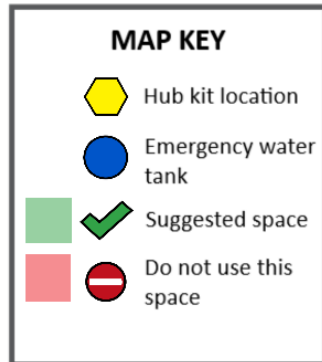 MAP KEY
Hub kit location
Emergency water
tank
Suggested space
Do not use this
space